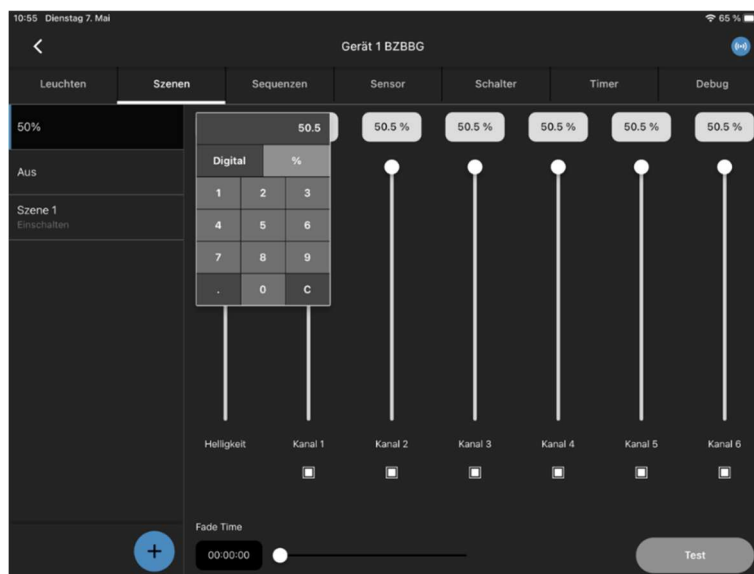 10:55 Dienstag 7. Mai
65 %
Gerät 1 BZBBG
Leuchten Szenen Sequenzen Sensor Schalter Timer Debug
50%
Aus
Szene 1
Einschalten
50.5
Digital %
1 2 3
4 5 6
7 8 9
. 0 C
50.5 % 50.5 % 50.5 % 50.5 % 50.5 %
Helligkeit Kanal 1 Kanal 2 Kanal 3 Kanal 4 Kanal 5 Kanal 6
Fade Time
00:00:00
+
Test